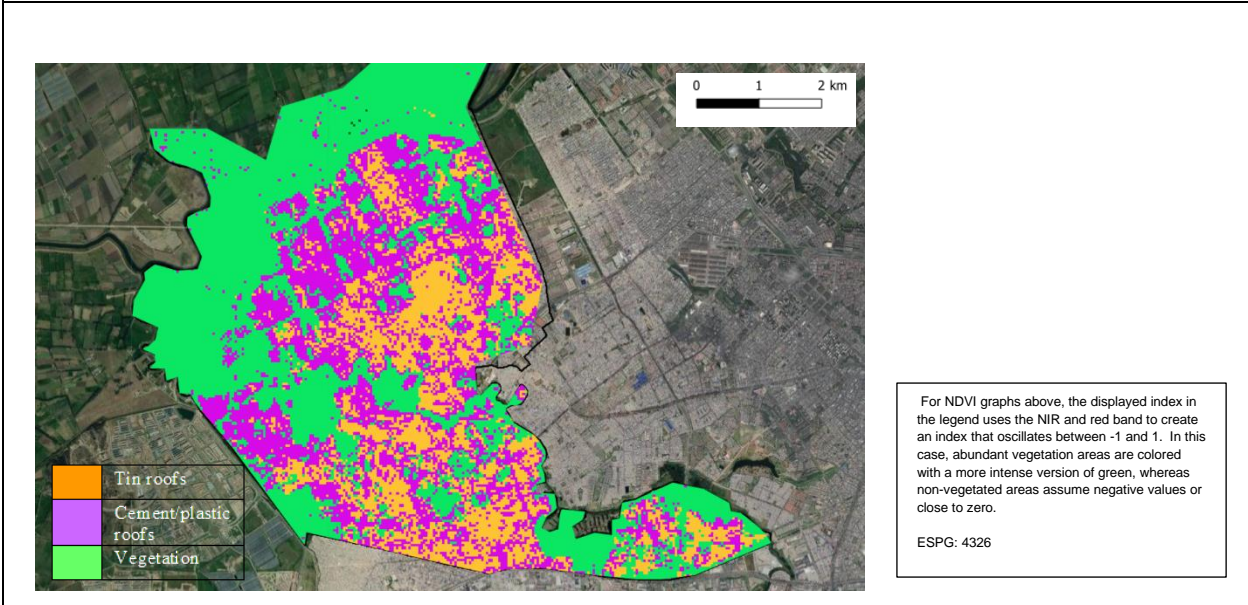 0 1 2 km
Tin roofs
Cement/plastic
roofs
Vegetation
For NDVI graphs above, the displayed index in
the legend uses the NIR and red band to create
an index that oscillates between -1 and 1. In this
case, abundant vegetation areas are colored
with a more intense version of green, whereas
non-vegetated areas assume negative values or
close to zero.
ESPG: 4326